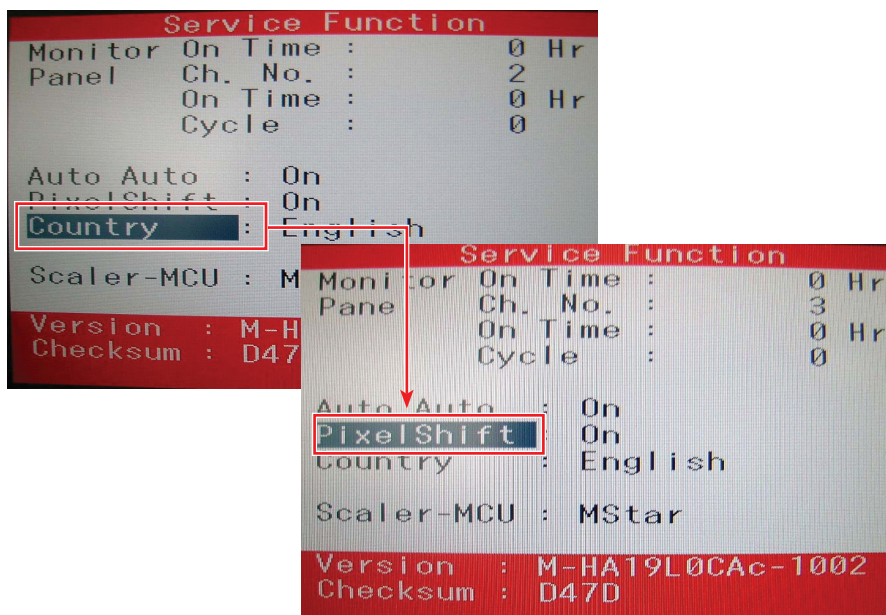 Service Function
Monitor On Time : 0 Hr
Panel Ch. No. : 2
On Time : 0 Hr
Cycle : 0
Auto Auto : On
PixelShift : On
Country : English
Scaler-MCU : M
Version : M-H
Checksum : D47
Service Function
Monitor On Time : 0 Hr
Pane Ch. No. : 3
On Time : 0 Hr
Cycle : 0
Auto Auto : On
PixelShift : On
Country : English
Scaler-MCU : MStar
Version : M-HA19L0CAc-1002
Checksum : D47D